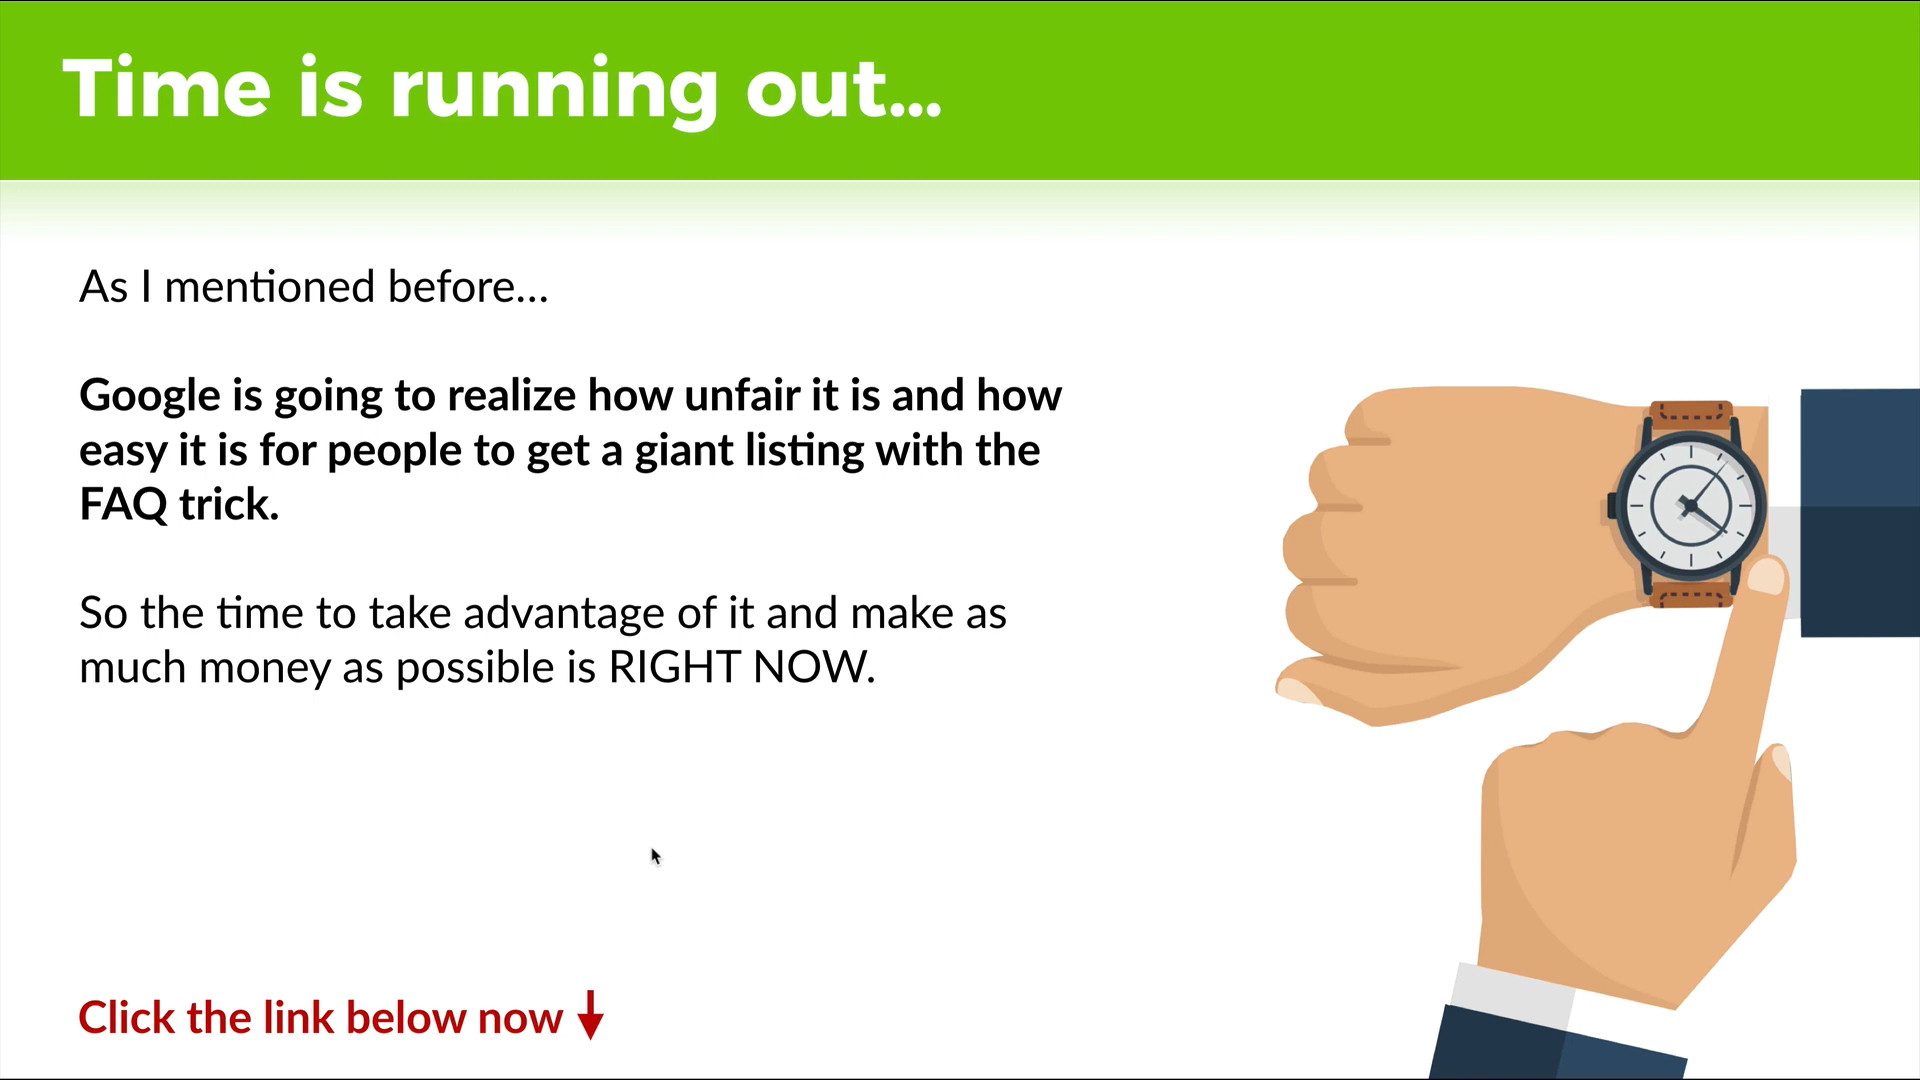 Time is running out...
As I mentioned before...
Google is going to realize how unfair it is and how
easy it is for people to get a giant listing with the
FAQ trick.
So the time to take advantage of it and make as
much money as possible is RIGHT NOW.
Click the link below now